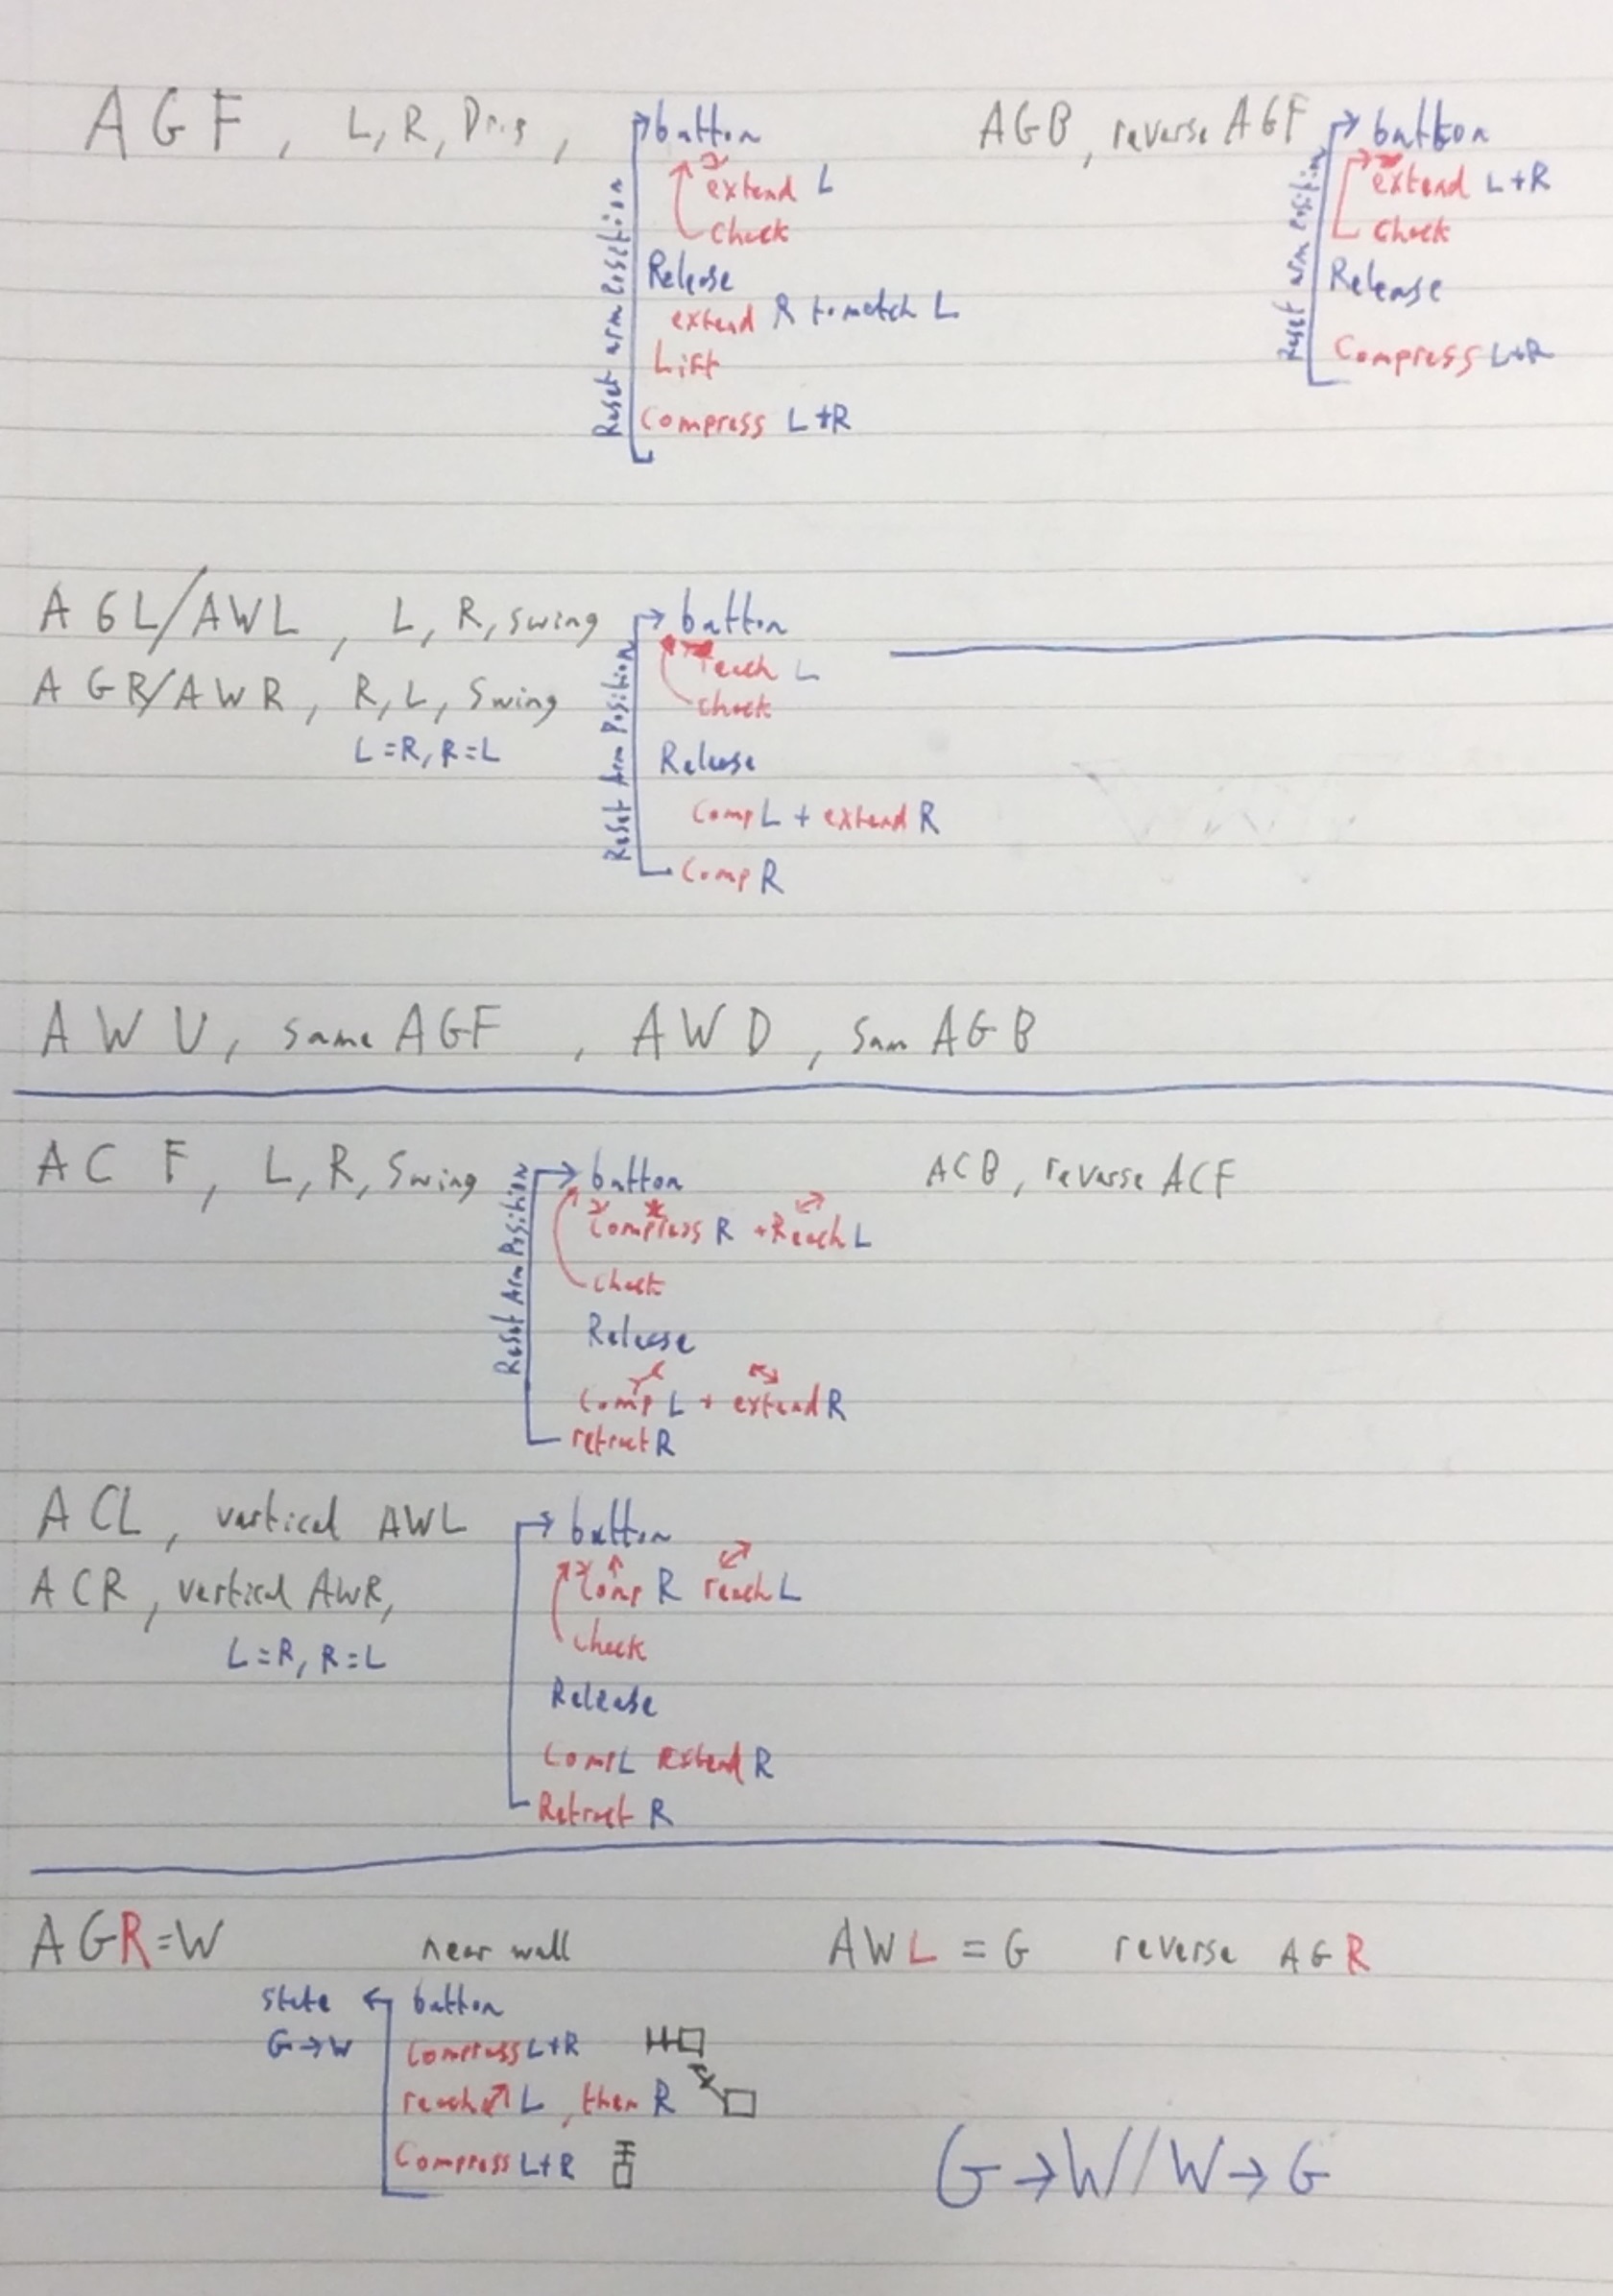 AGF, L, R, Drag, button
extend L
check
Release
extend R to match L
Lift
Compress L+R
Reset arm Position
AGB, reverse AGF button
extend L+R
check
Release
Compress L+R
Reset arm Position
AGL/AWL, L, R, swing button
AGR/AWR, R, L, Swing
L=R, R=L
reach L
check
Release
Comp L + extend R
Comp R
Reset Arm Position
AWU, same AGF, AWD, sam AGB
ACF, L, R, Swing button
Compress R + Reach L
check
Release
Comp L + extend R
retract R
Reset Arm Position
ACB, reverse ACF
ACL, vertical AWL button
ACR, vertical AWR,
L=R, R=L
Comp R reach L
check
Release
Comp L extend R
Retract R
AGR=W near wall
state ← button
G→W Compress L+R
reach ↗ L, then R
Compress L+R
AWL = G reverse AGR
G→W/W→G